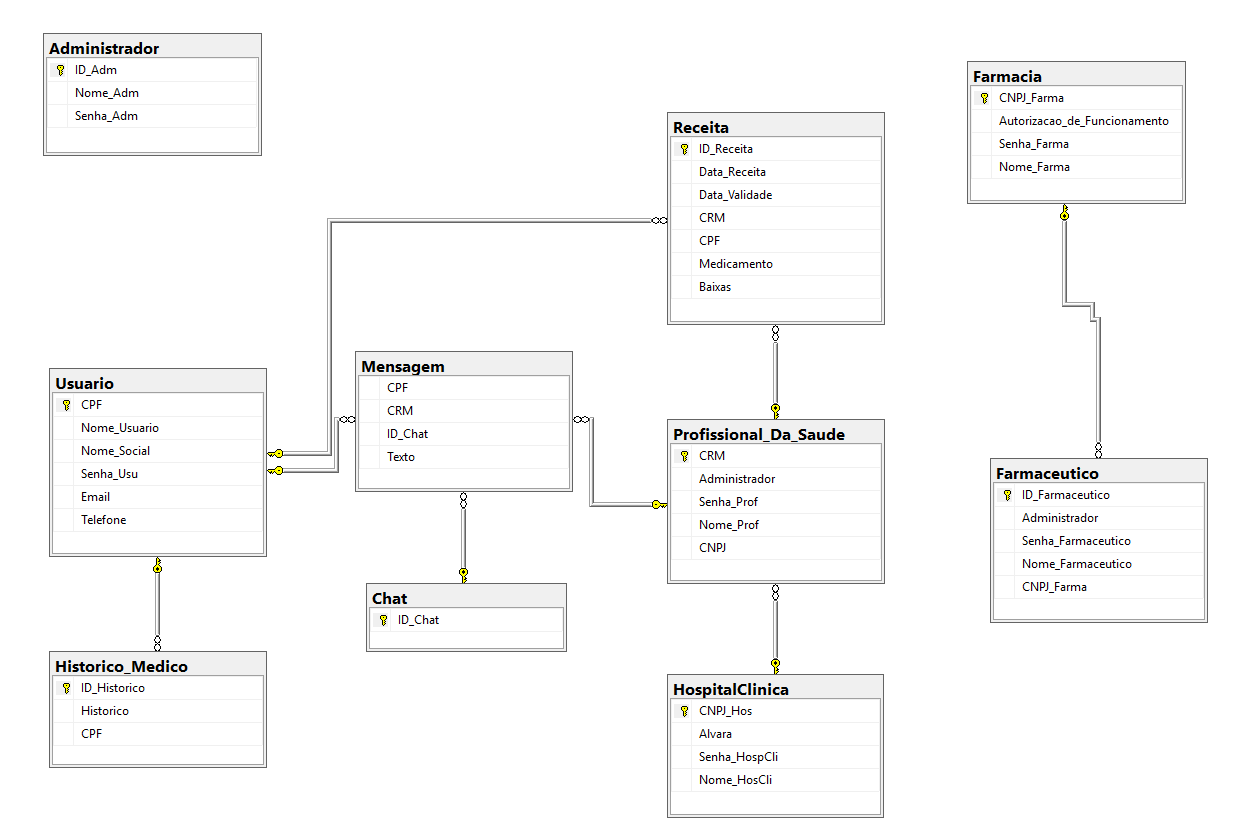 Administrador
ID_Adm
Nome_Adm
Senha_Adm
Farmacia
CNPJ_Farma
Autorizacao_de_Funcionamento
Senha_Farma
Nome_Farma
Receita
ID_Receita
Data_Receita
Data_Validade
CRM
CPF
Medicamento
Baixas
Usuario
CPF
Nome_Usuario
Nome_Social
Senha_Usu
Email
Telefone
Mensagem
CPF
CRM
ID_Chat
Texto
Profissional_Da_Saude
CRM
Administrador
Senha_Prof
Nome_Prof
CNPJ
Farmaceutico
ID_Farmaceutico
Administrador
Senha_Farmaceutico
Nome_Farmaceutico
CNPJ_Farma
Chat
ID_Chat
Historico_Medico
ID_Historico
Historico
CPF
HospitalClinica
CNPJ_Hos
Alvara
Senha_HospCli
Nome_HosCli